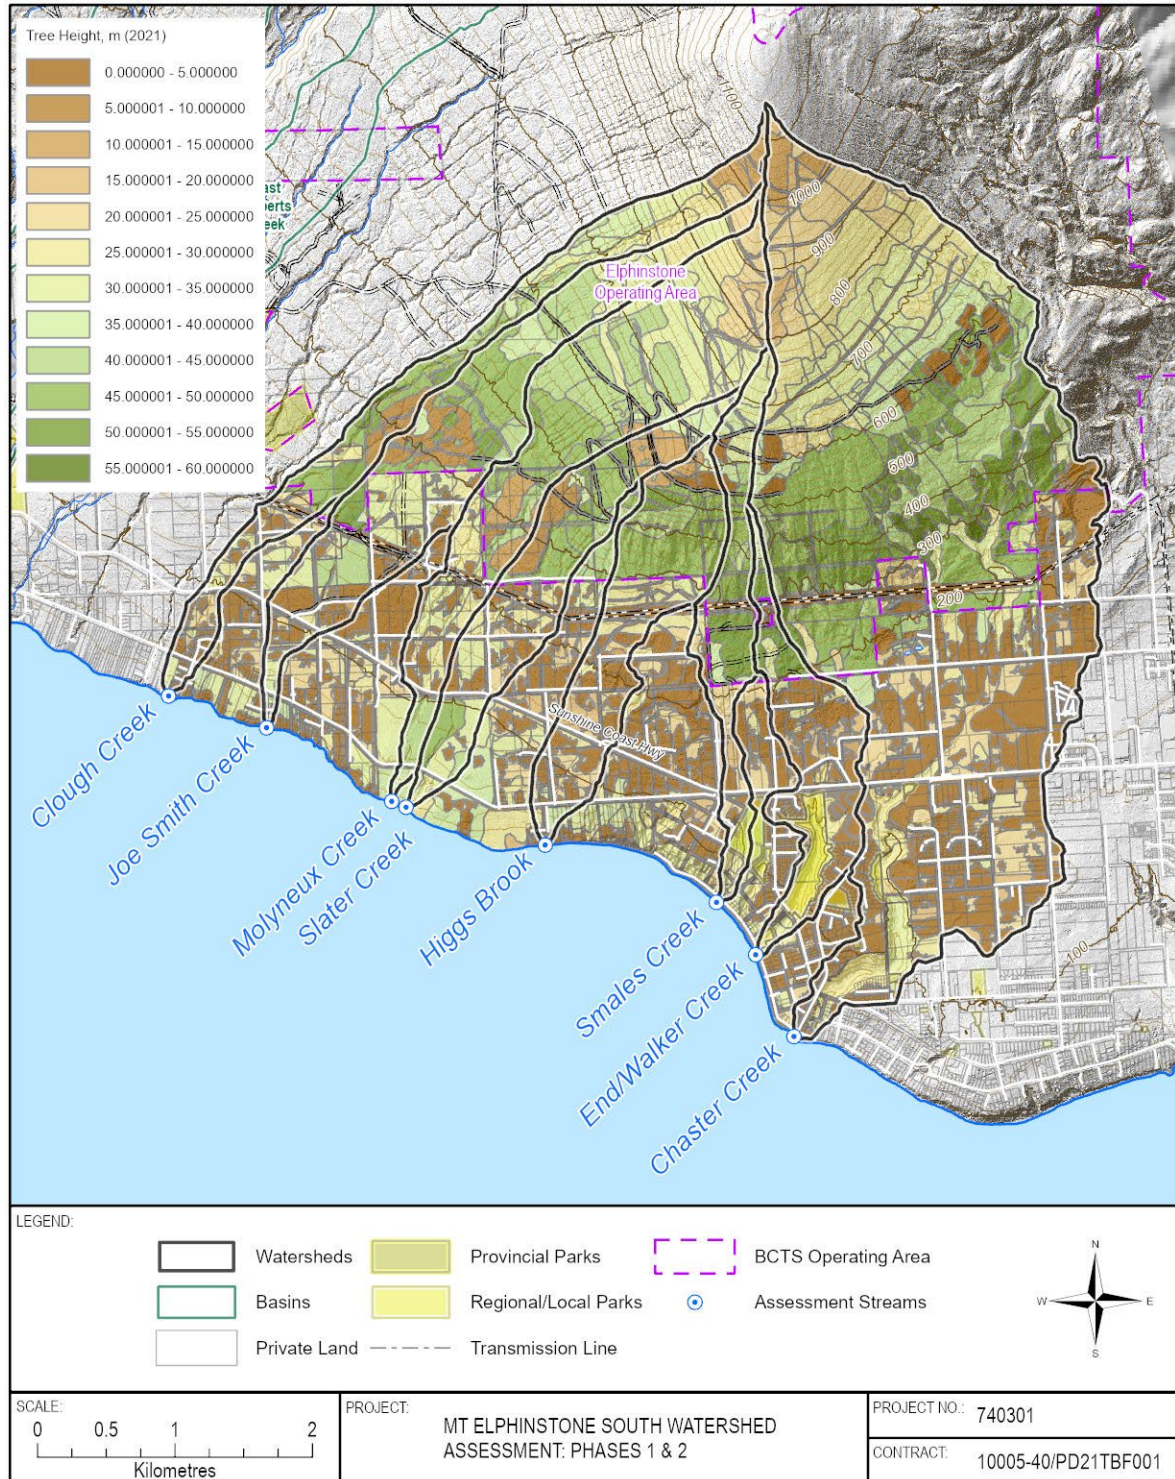 Tree Height, m (2021)
0.000000 - 5.000000
5.000001 - 10.000000
10.000001 - 15.000000
15.000001 - 20.000000
20.000001 - 25.000000
25.000001 - 30.000000
30.000001 - 35.000000
35.000001 - 40.000000
40.000001 - 45.000000
45.000001 - 50.000000
50.000001 - 55.000000
55.000001 - 60.000000
ast
berts
eek
1100
1000
900
800
700
600
500
400
300
200
100
Elphinstone
Operating Area
Sunshine Coast Hwy
Clough Creek
Joe Smith Creek
Molyneux Creek
Slater Creek
Higgs Brook
Smales Creek
End/Walker Creek
Chaster Creek
LEGEND:
Watersheds
Basins
Private Land
Provincial Parks
Regional/Local Parks
Transmission Line
BCTS Operating Area
Assessment Streams
N
W E
S
SCALE:
0 0.5 1 2
Kilometres
PROJECT:
MT ELPHINSTONE SOUTH WATERSHED
ASSESSMENT: PHASES 1 & 2
PROJECT NO.: 740301
CONTRACT: 10005-40/PD21TBF001